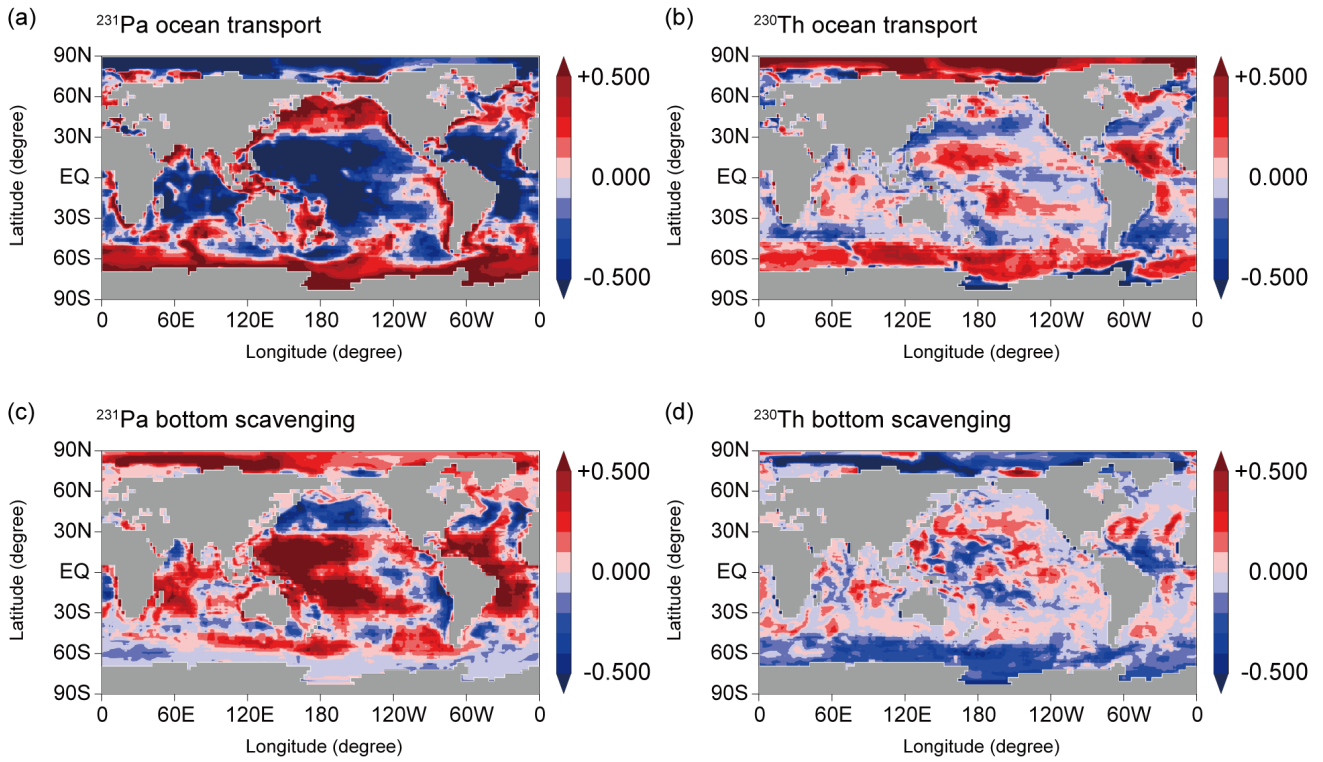 (a) ²³¹Pa ocean transport
90N
60N
30N
EQ
30S
60S
90S
Latitude (degree)
0 60E 120E 180 120W 60W 0
Longitude (degree)
+0.500
0.000
-0.500
(b) ²³⁰Th ocean transport
90N
60N
30N
EQ
30S
60S
90S
Latitude (degree)
0 60E 120E 180 120W 60W 0
Longitude (degree)
+0.500
0.000
-0.500
(c) ²³¹Pa bottom scavenging
90N
60N
30N
EQ
30S
60S
90S
Latitude (degree)
0 60E 120E 180 120W 60W 0
Longitude (degree)
+0.500
0.000
-0.500
(d) ²³⁰Th bottom scavenging
90N
60N
30N
EQ
30S
60S
90S
Latitude (degree)
0 60E 120E 180 120W 60W 0
Longitude (degree)
+0.500
0.000
-0.500